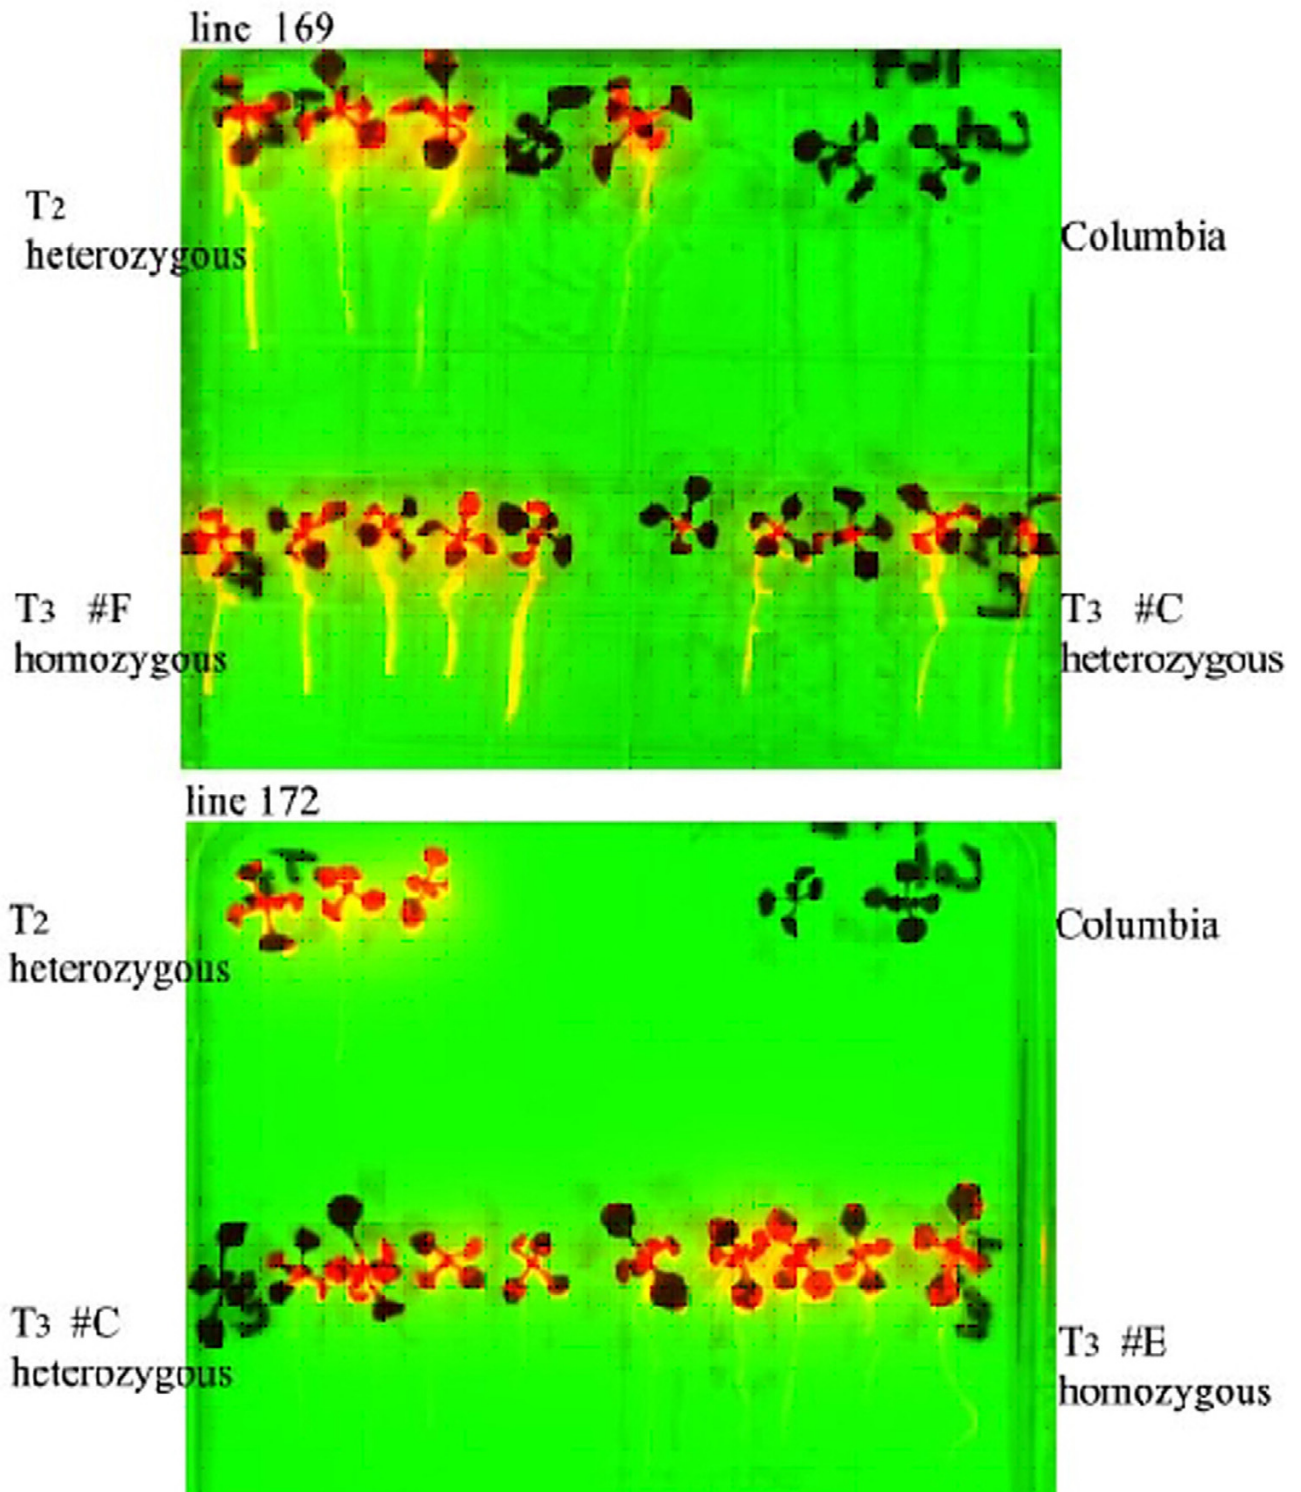 line 169
T2
heterozygous
Columbia
T3 #F
homozygous
T3 #C
heterozygous
line 172
T2
heterozygous
Columbia
T3 #C
heterozygous
T3 #E
homozygous